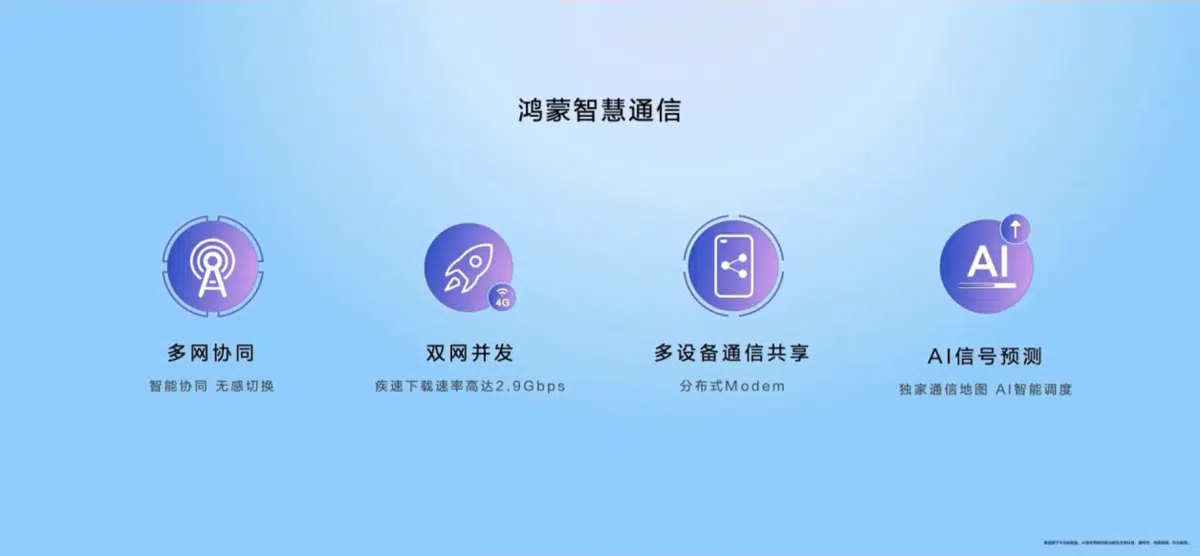 鸿蒙智慧通信
4G
AI
多网协同
智能协同 无感切换
双网并发
疾速下载速率高达2.9Gbps
多设备通信共享
分布式Modem
AI信号预测
独家通信地图 AI智能调度